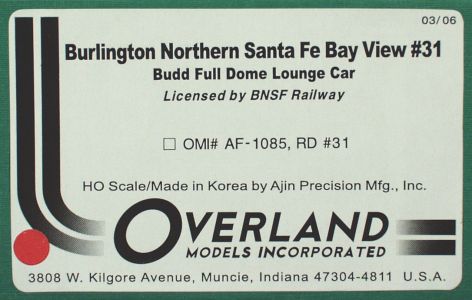 03/06
Burlington Northern Santa Fe Bay View #31
Budd Full Dome Lounge Car
Licensed by BNSF Railway
☐ OMI# AF-1085, RD #31
HO Scale/Made in Korea by Ajin Precision Mfg., Inc.
OVERLAND
MODELS INCORPORATED
3808 W. Kilgore Avenue, Muncie, Indiana 47304-4811 U.S.A.